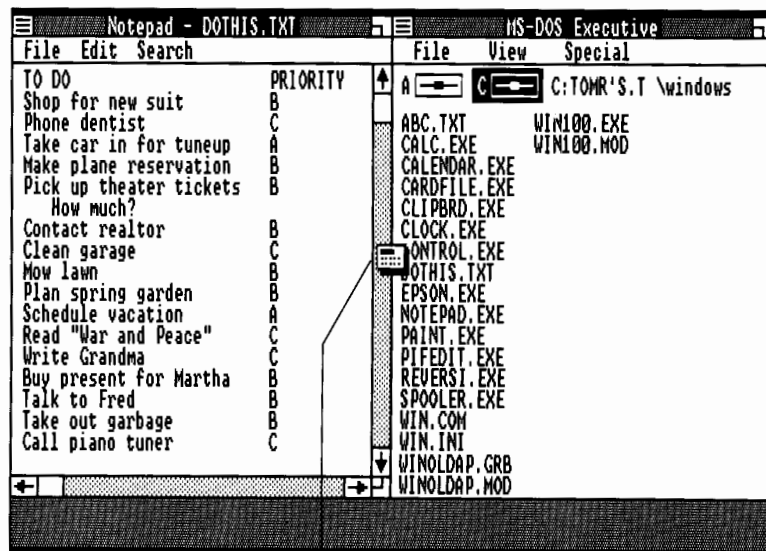 Notepad - DOTHIS.TXT
File Edit Search
TO DO PRIORITY
Shop for new suit B
Phone dentist C
Take car in for tuneup A
Make plane reservation B
Pick up theater tickets B
How much?
Contact realtor B
Clean garage C
Mow lawn B
Plan spring garden B
Schedule vacation A
Read "War and Peace" C
Write Grandma C
Buy present for Martha B
Talk to Fred B
Take out garbage B
Call piano tuner C
MS-DOS Executive
File View Special
A C C:TOMR'S.T \windows
ABC.TXT WIN100.EXE
CALC.EXE WIN100.MOD
CALENDAR.EXE
CARDFILE.EXE
CLIPBRD.EXE
CLOCK.EXE
ONTROL.EXE
DOTHIS.TXT
EPSON.EXE
NOTEPAD.EXE
PAINT.EXE
PIFEDIT.EXE
REVERSI.EXE
SPOOLER.EXE
WIN.COM
WIN.INI
WINOLDAP.GRB
WINOLDAP.MOD